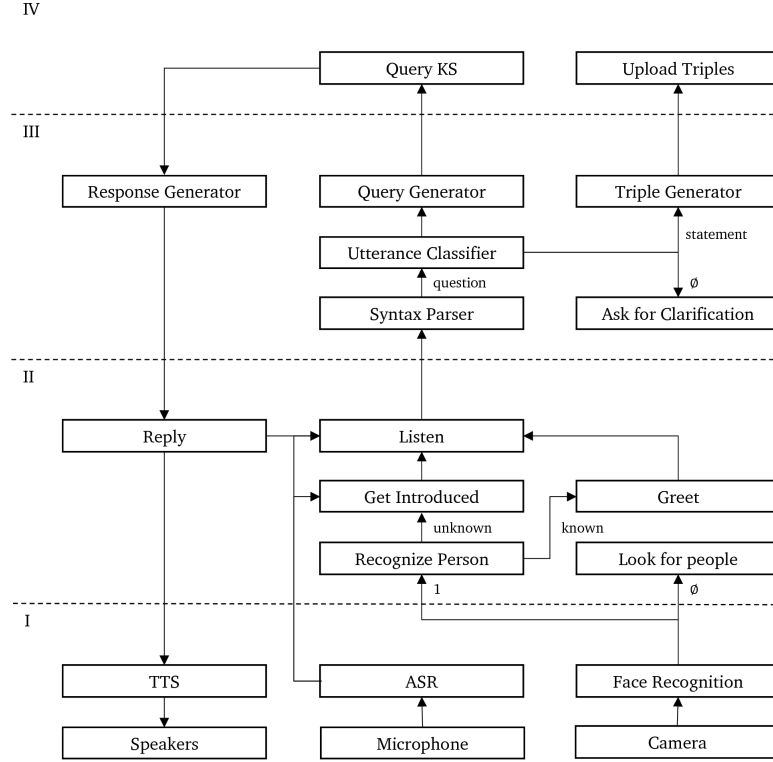 IV
Query KS
Upload Triples
III
Response Generator
Query Generator
Triple Generator
statement
Utterance Classifier
question
ø
Syntax Parser
Ask for Clarification
II
Reply
Listen
Get Introduced
Greet
unknown
known
Recognize Person
Look for people
1
ø
I
TTS
ASR
Face Recognition
Speakers
Microphone
Camera